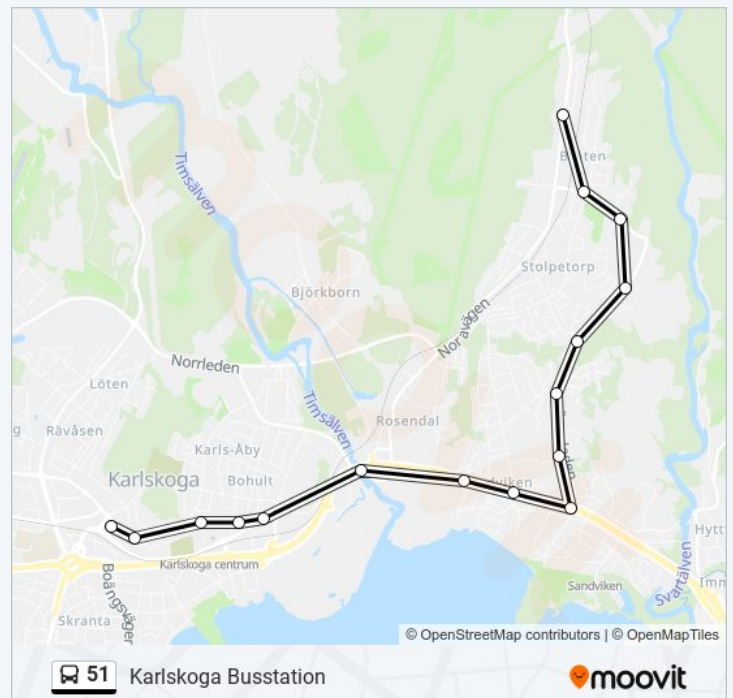 Timsälven
Björkborn
Stolpetorp
Noravägen
Norrleden
Löten
Rävåsen
Timsälven
Rosendal
Karls-Åby
Karlskoga
Bohult
Karlskoga centrum
Boängsvägen
Skranta
Sandviken
Svartälven
© OpenStreetMap contributors | © OpenMapTiles
51 Karlskoga Busstation
moovit